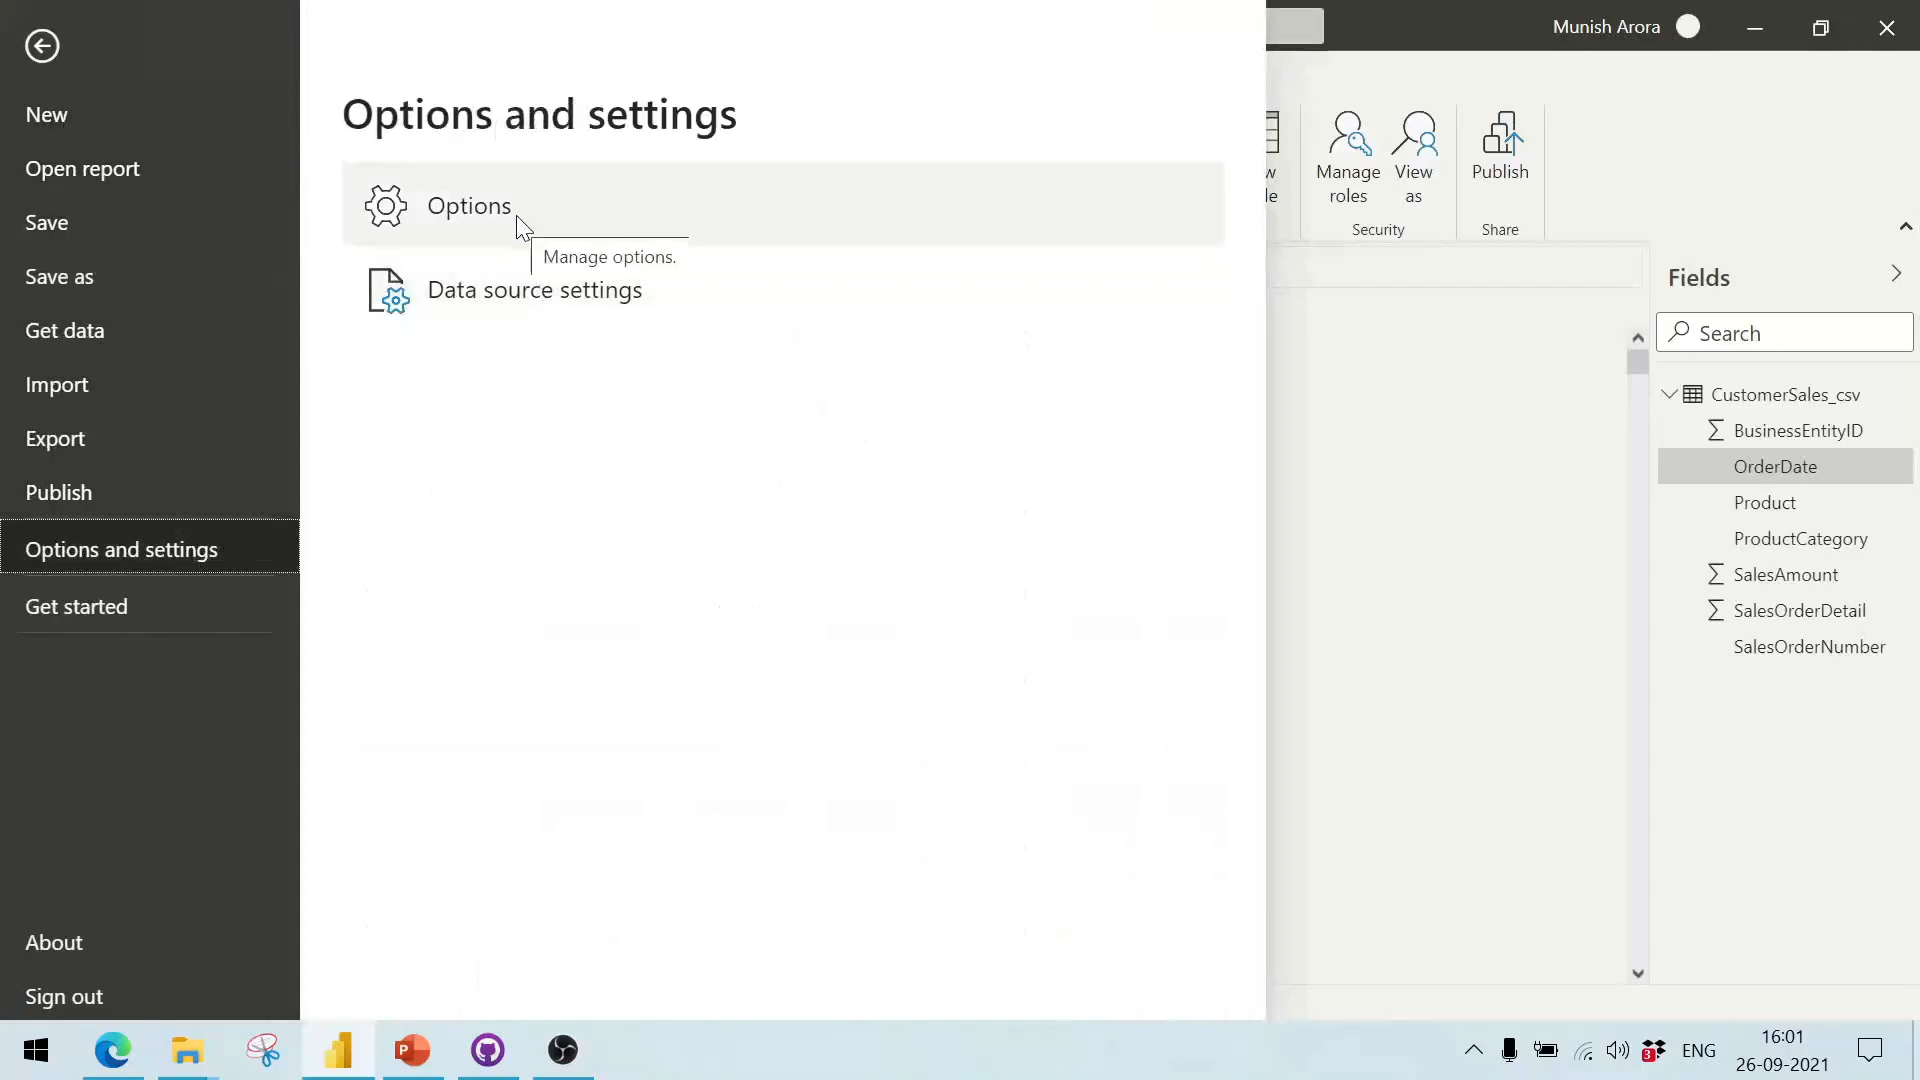 Munish Arora
New
Open report
Save
Save as
Get data
Import
Export
Publish
Options and settings
Get started
About
Sign out
Options and settings
Options
Manage options.
Data source settings
w
le
Manage
roles
View
as
Publish
Security
Share
Fields
Search
CustomerSales_csv
BusinessEntityID
OrderDate
Product
ProductCategory
SalesAmount
SalesOrderDetail
SalesOrderNumber
3
ENG
16:01
26-09-2021